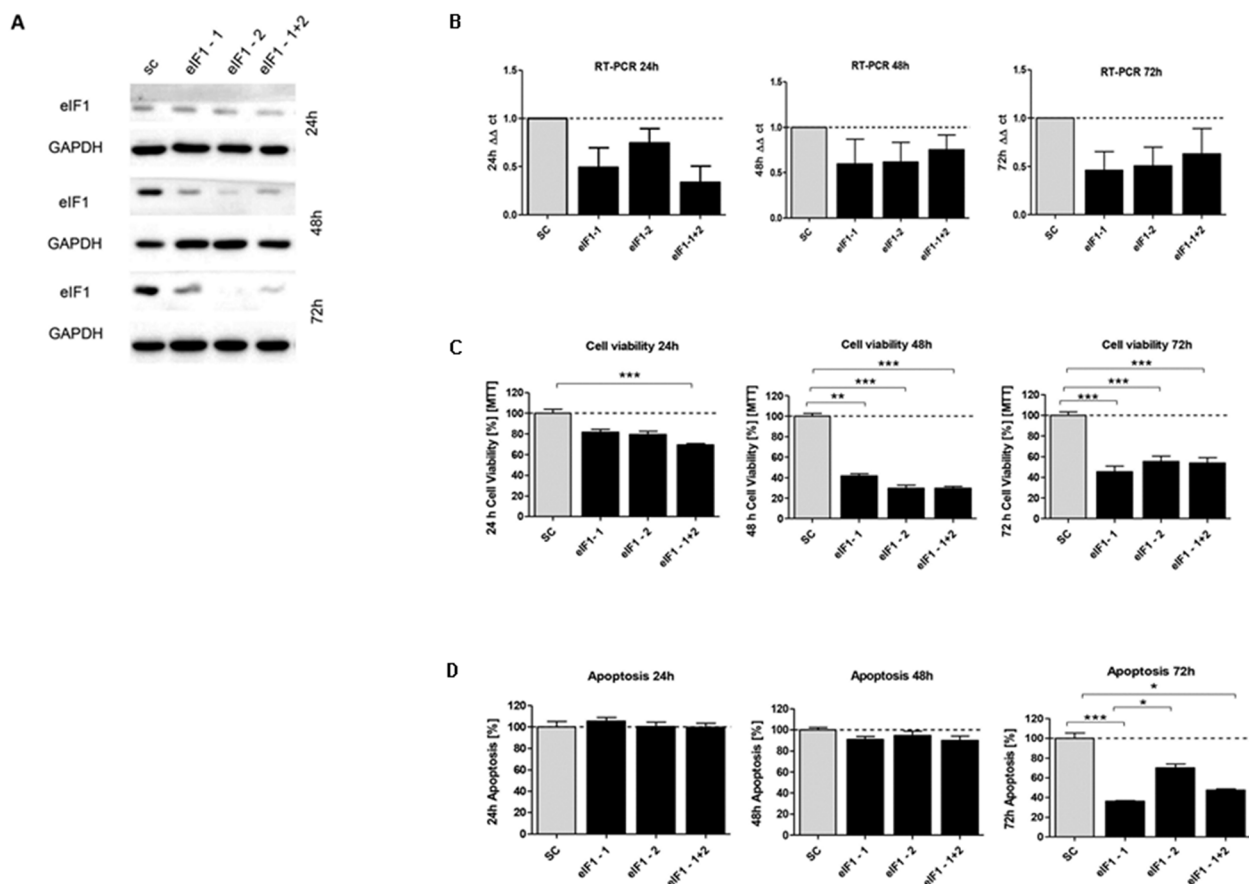 A
sc
eIF1 - 1
eIF1 - 2
eIF1 - 1+2
eIF1
GAPDH
24h
eIF1
GAPDH
48h
eIF1
GAPDH
72h
B
RT-PCR 24h
24h ΔΔ ct
1.5
1.0
0.5
0.0
SC
eIF1-1
eIF1-2
eIF1-1+2
RT-PCR 48h
48h ΔΔ ct
1.5
1.0
0.5
0.0
SC
eIF1-1
eIF1-2
eIF1-1+2
RT-PCR 72h
72h ΔΔ ct
1.5
1.0
0.5
0.0
SC
eIF1-1
eIF1-2
eIF1-1+2
C
Cell viability 24h
24 h Cell Viability [%] [MTT]
120
100
80
60
40
20
0
***
SC
eIF1 - 1
eIF1 - 2
eIF1 - 1+2
Cell viability 48h
48 h Cell Viability [%] [MTT]
120
100
80
60
40
20
0
***
***
**
SC
eIF1 - 1
eIF1 - 2
eIF1 - 1+2
Cell viability 72h
72 h Cell Viability [%] [MTT]
120
100
80
60
40
20
0
***
***
***
SC
eIF1 - 1
eIF1 - 2
eIF1 - 1+2
D
Apoptosis 24h
24h Apoptosis [%]
120
100
80
60
40
20
0
SC
eIF1 - 1
eIF1 - 2
eIF1 - 1+2
Apoptosis 48h
48h Apoptosis [%]
120
100
80
60
40
20
0
SC
eIF1 - 1
eIF1 - 2
eIF1 - 1+2
Apoptosis 72h
72h Apoptosis [%]
120
100
80
60
40
20
0
*
*
***
SC
eIF1 - 1
eIF1 - 2
eIF1 - 1+2